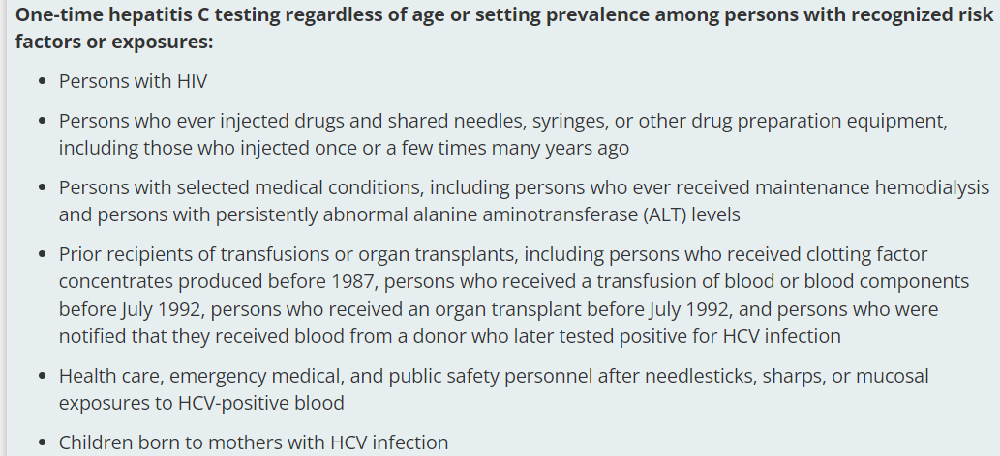 One-time hepatitis C testing regardless of age or setting prevalence among persons with recognized risk
factors or exposures:
• Persons with HIV
• Persons who ever injected drugs and shared needles, syringes, or other drug preparation equipment,
including those who injected once or a few times many years ago
• Persons with selected medical conditions, including persons who ever received maintenance hemodialysis
and persons with persistently abnormal alanine aminotransferase (ALT) levels
• Prior recipients of transfusions or organ transplants, including persons who received clotting factor
concentrates produced before 1987, persons who received a transfusion of blood or blood components
before July 1992, persons who received an organ transplant before July 1992, and persons who were
notified that they received blood from a donor who later tested positive for HCV infection
• Health care, emergency medical, and public safety personnel after needlesticks, sharps, or mucosal
exposures to HCV-positive blood
• Children born to mothers with HCV infection